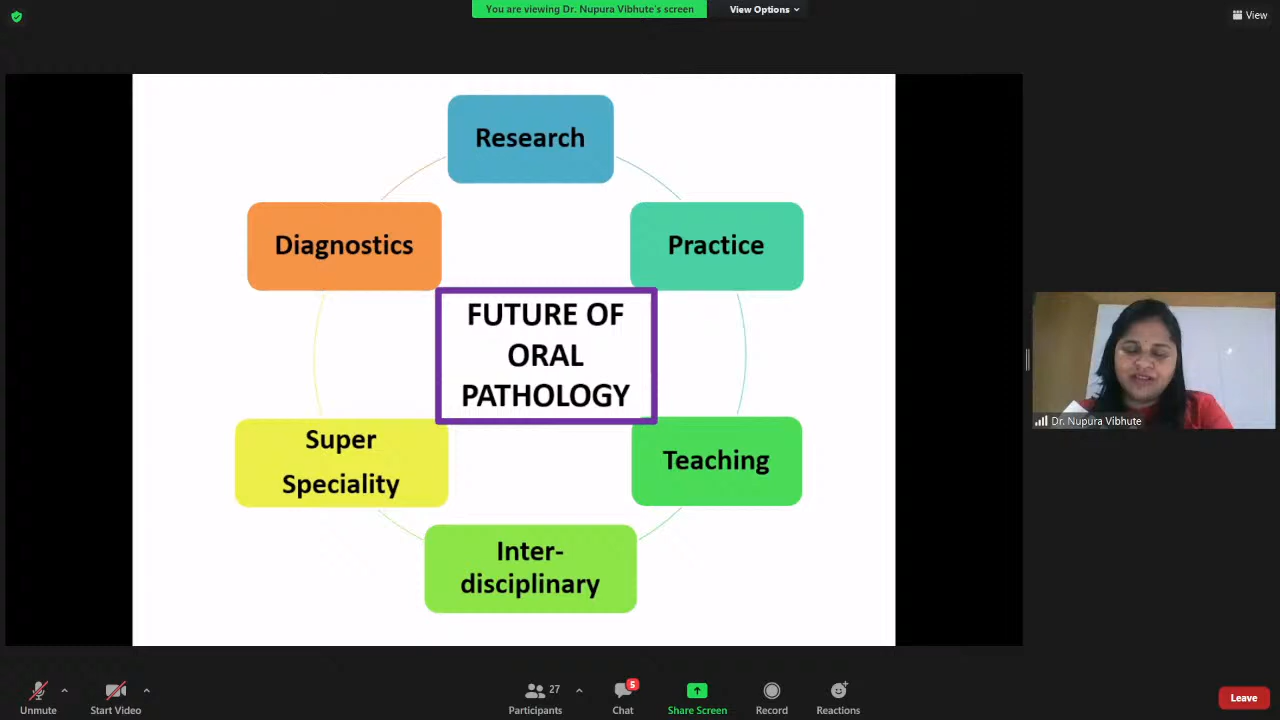 You are viewing Dr. Nupura Vibhute's screen
View Options
View
Research
Diagnostics
Practice
FUTURE OF
ORAL
PATHOLOGY
Super
Speciality
Teaching
Inter-
disciplinary
Dr. Nupura Vibhute
Unmute
Start Video
27
Participants
5
Chat
Share Screen
Record
Reactions
Leave